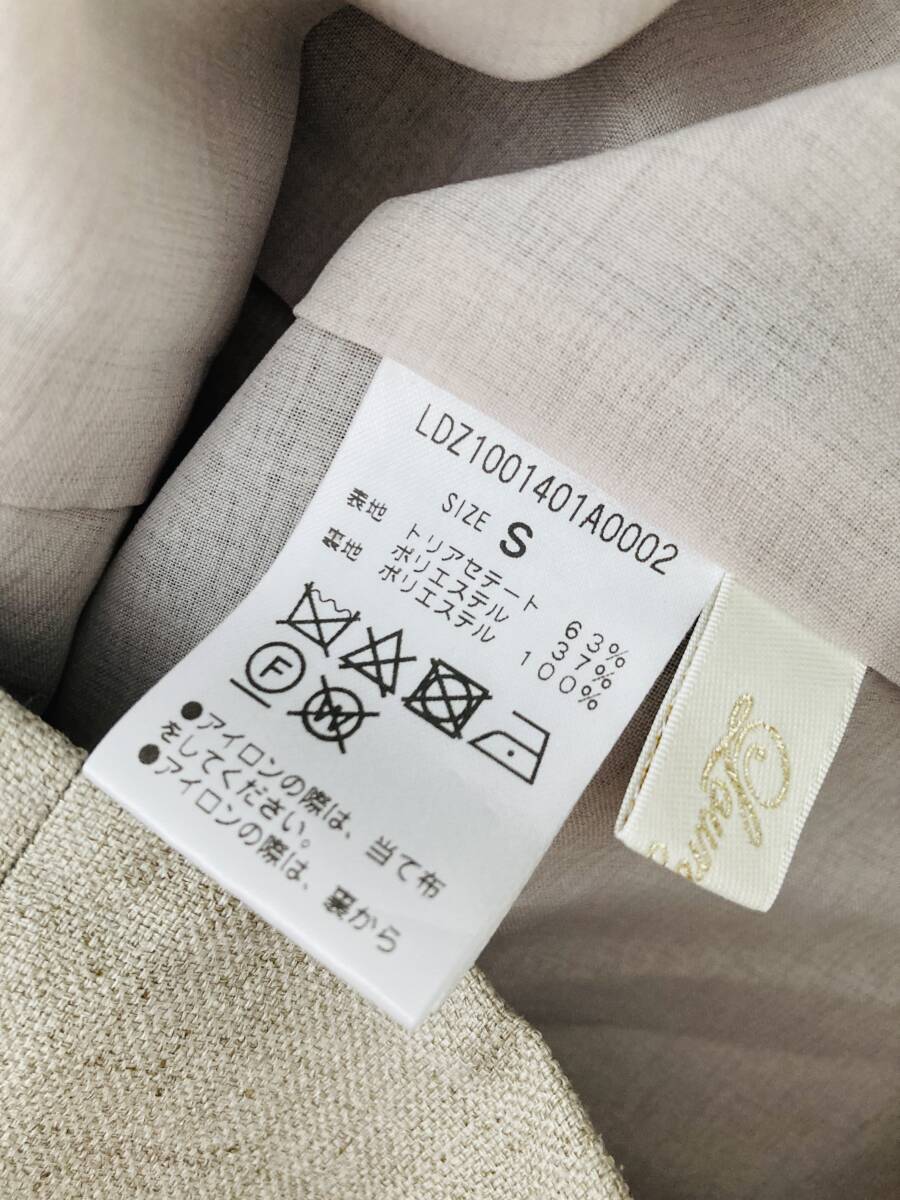 LDZ1001401A0002
SIZE S
表地 トリアセテート 63%
ポリエステル 37%
裏地 ポリエステル 100%
F W
●アイロンの際は、当て布
をしてください。
●アイロンの際は、裏から